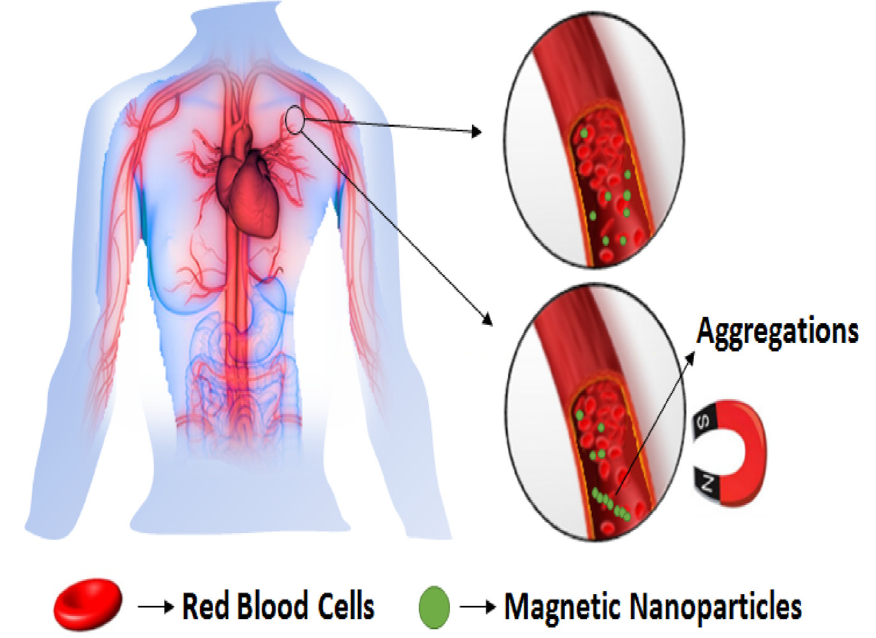 Aggregations
S
N
Red Blood Cells
Magnetic Nanoparticles